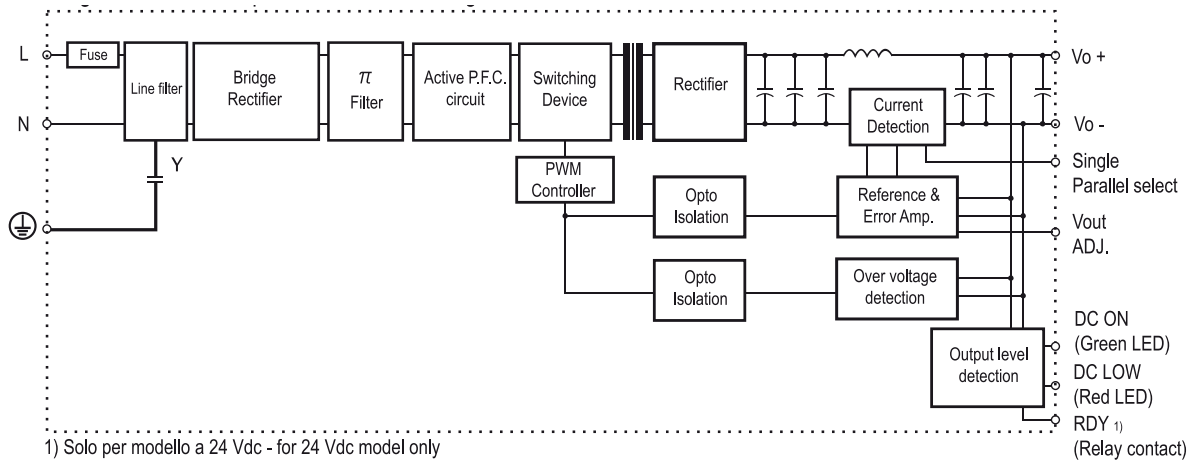 L
Fuse
Line filter
Bridge
Rectifier
π
Filter
Active P.F.C.
circuit
Switching
Device
Rectifier
Vo +
Current
Detection
N
Vo -
Y
PWM
Controller
Single
Parallel select
Opto
Isolation
Reference &
Error Amp.
Vout
ADJ.
Opto
Isolation
Over voltage
detection
DC ON
(Green LED)
Output level
detection
DC LOW
(Red LED)
RDY 1)
(Relay contact)
1) Solo per modello a 24 Vdc - for 24 Vdc model only